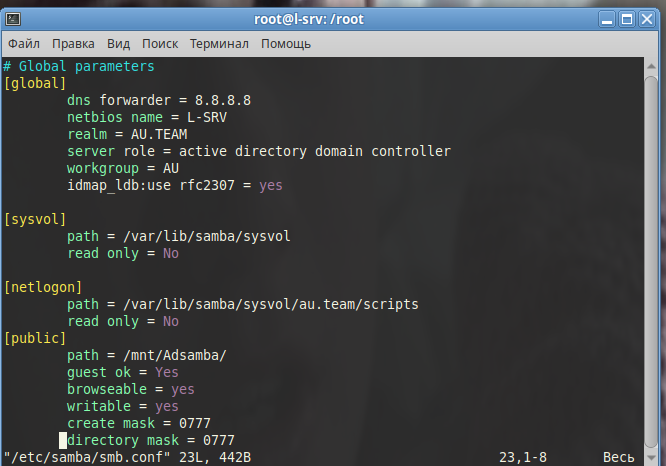 root@l-srv: /root
Файл Правка Вид Поиск Терминал Помощь
# Global parameters
[global]
dns forwarder = 8.8.8.8
netbios name = L-SRV
realm = AU.TEAM
server role = active directory domain controller
workgroup = AU
idmap_ldb:use rfc2307 = yes
[sysvol]
path = /var/lib/samba/sysvol
read only = No
[netlogon]
path = /var/lib/samba/sysvol/au.team/scripts
read only = No
[public]
path = /mnt/Adsamba/
guest ok = Yes
browseable = yes
writable = yes
create mask = 0777
directory mask = 0777
"/etc/samba/smb.conf" 23L, 442B 23,1-8 Весь